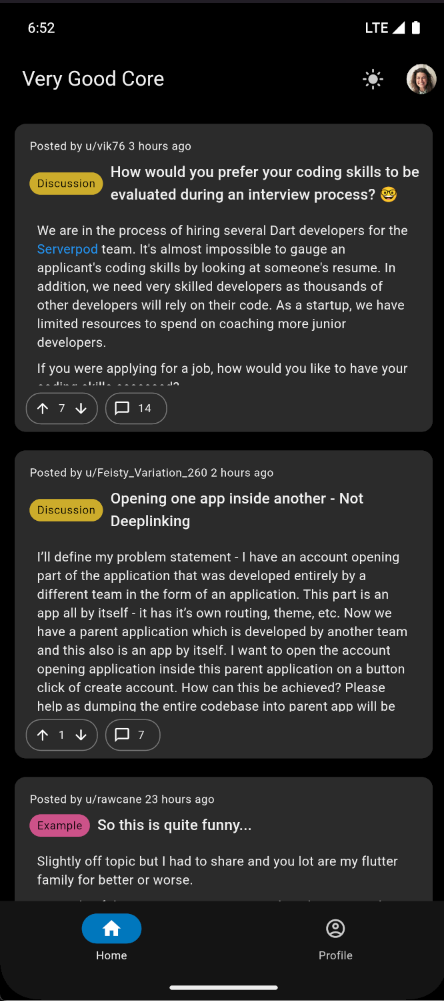 6:52
LTE
Very Good Core
Posted by u/vik76 3 hours ago
Discussion
How would you prefer your coding skills to be
evaluated during an interview process? 🤓
We are in the process of hiring several Dart developers for the
Serverpod team. It's almost impossible to gauge an
applicant's coding skills by looking at someone's resume. In
addition, we need very skilled developers as thousands of
other developers will rely on their code. As a startup, we have
limited resources to spend on coaching more junior
developers.
If you were applying for a job, how would you like to have your
coding skills assessed?
7
14
Posted by u/Feisty_Variation_260 2 hours ago
Discussion
Opening one app inside another - Not
Deeplinking
I’ll define my problem statement - I have an account opening
part of the application that was developed entirely by a
different team in the form of an application. This part is an
app all by itself - it has it’s own routing, theme, etc. Now we
have a parent application which is developed by another team
and this also is an app by itself. I want to open the account
opening application inside this parent application on a button
click of create account. How can this be achieved? Please
help as dumping the entire codebase into parent app will be
1
7
Posted by u/rawcane 23 hours ago
Example
So this is quite funny...
Slightly off topic but I had to share and you lot are my flutter
family for better or worse.
Home
Profile